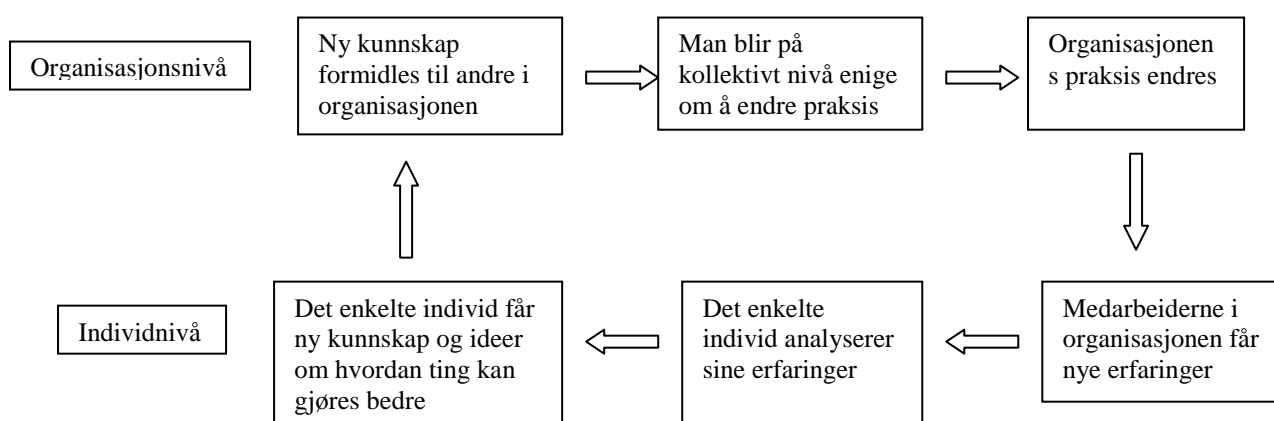 Organisasjonsnivå
Ny kunnskap
formidles til andre i
organisasjonen
Man blir på
kollektivt nivå enige
om å endre praksis
Organisasjonen
s praksis endres
Individnivå
Det enkelte individ får
ny kunnskap og ideer
om hvordan ting kan
gjøres bedre
Det enkelte
individ analyserer
sine erfaringer
Medarbeiderne i
organisasjonen får
nye erfaringer